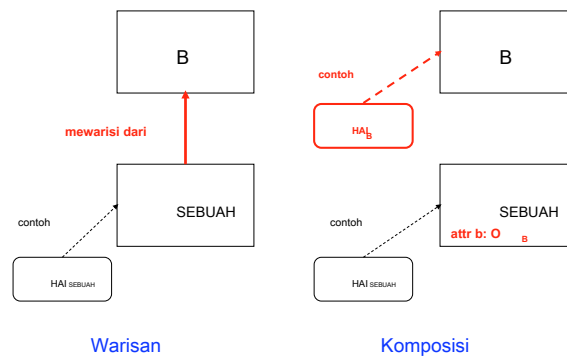 B
mewarisi dari
SEBUAH
contoh
HAI SEBUAH
Warisan
B
contoh
HAI B
SEBUAH
attr b: O B
contoh
HAI SEBUAH
Komposisi